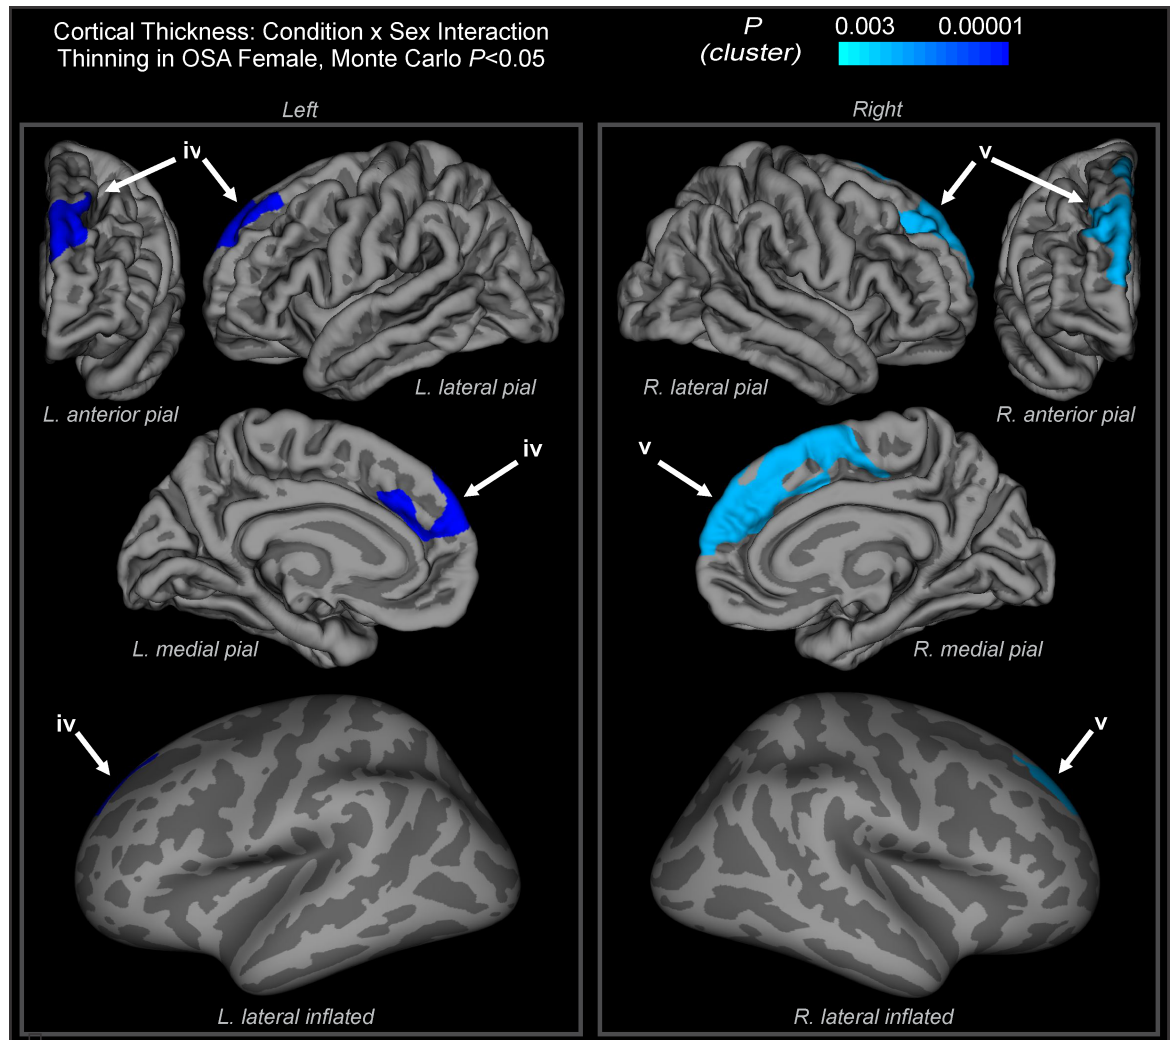 Cortical Thickness: Condition x Sex Interaction
Thinning in OSA Female, Monte Carlo P<0.05
P
(cluster)
0.003 0.00001
Left
Right
iv
v
L. anterior pial
L. lateral pial
R. lateral pial
R. anterior pial
iv
v
L. medial pial
R. medial pial
iv
v
L. lateral inflated
R. lateral inflated